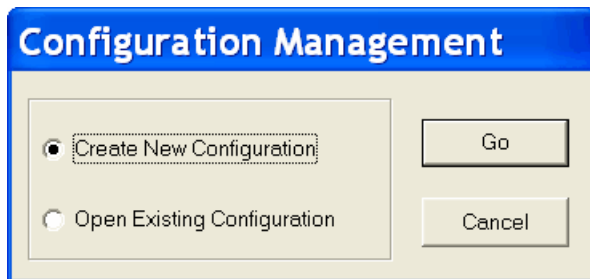 Configuration Management
Create New Configuration
Go
Open Existing Configuration
Cancel